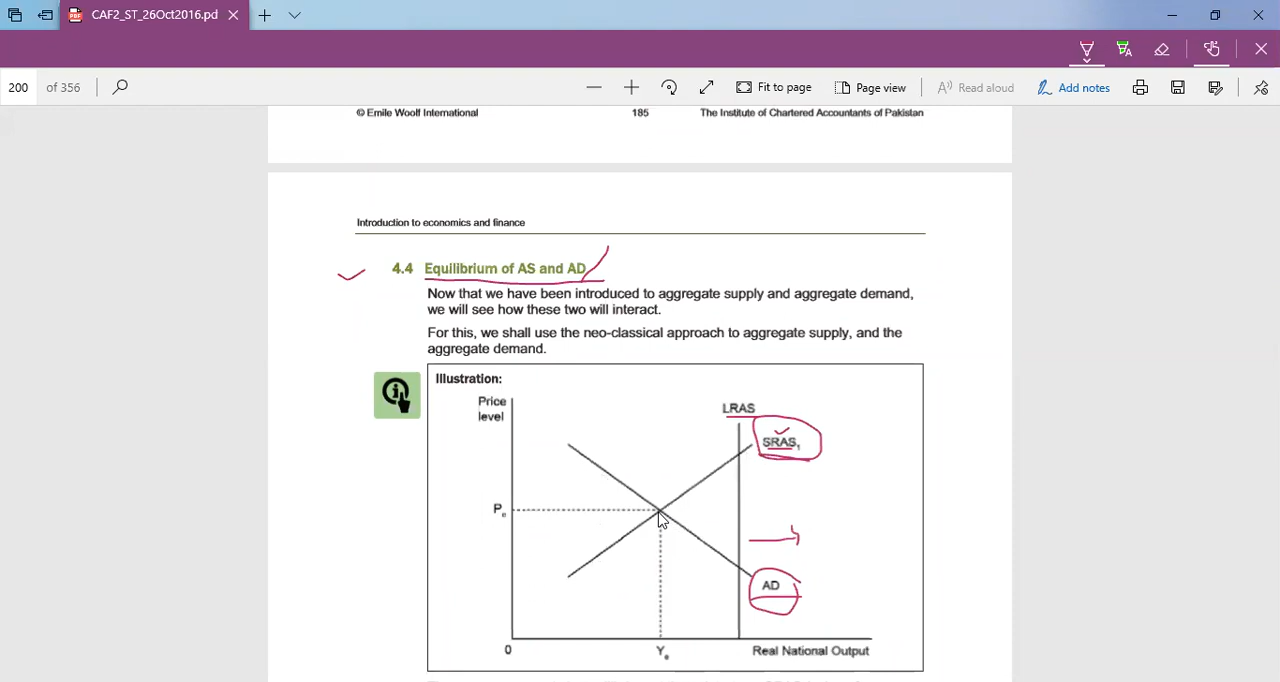 CAF2_ST_26Oct2016.pd
200 of 356
Fit to page
Page view
Read aloud
Add notes
© Emile Woolf International 185 The Institute of Chartered Accountants of Pakistan
Introduction to economics and finance
4.4 Equilibrium of AS and AD
Now that we have been introduced to aggregate supply and aggregate demand,
we will see how these two will interact.
For this, we shall use the neo-classical approach to aggregate supply, and the
aggregate demand.
Illustration:
Price
level
LRAS
SRAS₁
Pₑ
AD
0
Yₑ
Real National Output